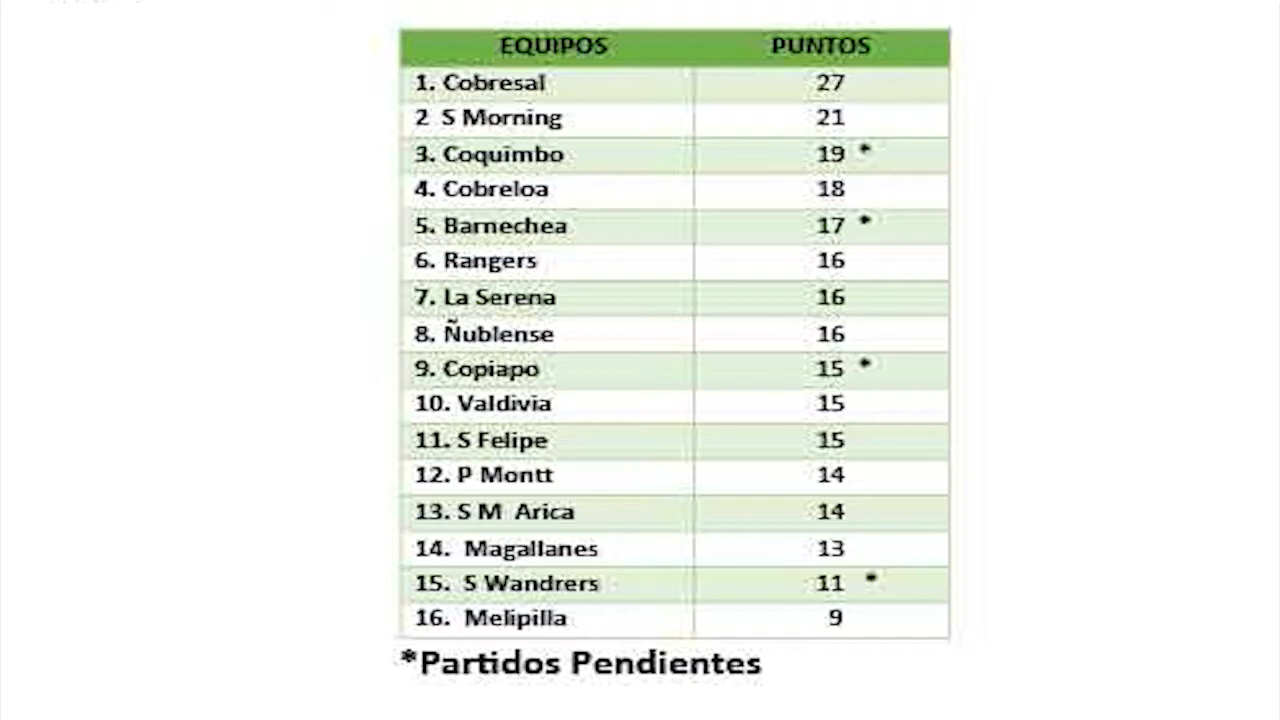 EQUIPOS PUNTOS
1. Cobresal 27
2 S Morning 21
3. Coquimbo 19 *
4. Cobreloa 18
5. Barnechea 17 *
6. Rangers 16
7. La Serena 16
8. Ñublense 16
9. Copiapo 15 *
10. Valdivia 15
11. S Felipe 15
12. P Montt 14
13. S M Arica 14
14. Magallanes 13
15. S Wandrers 11 *
16. Melipilla 9
*Partidos Pendientes